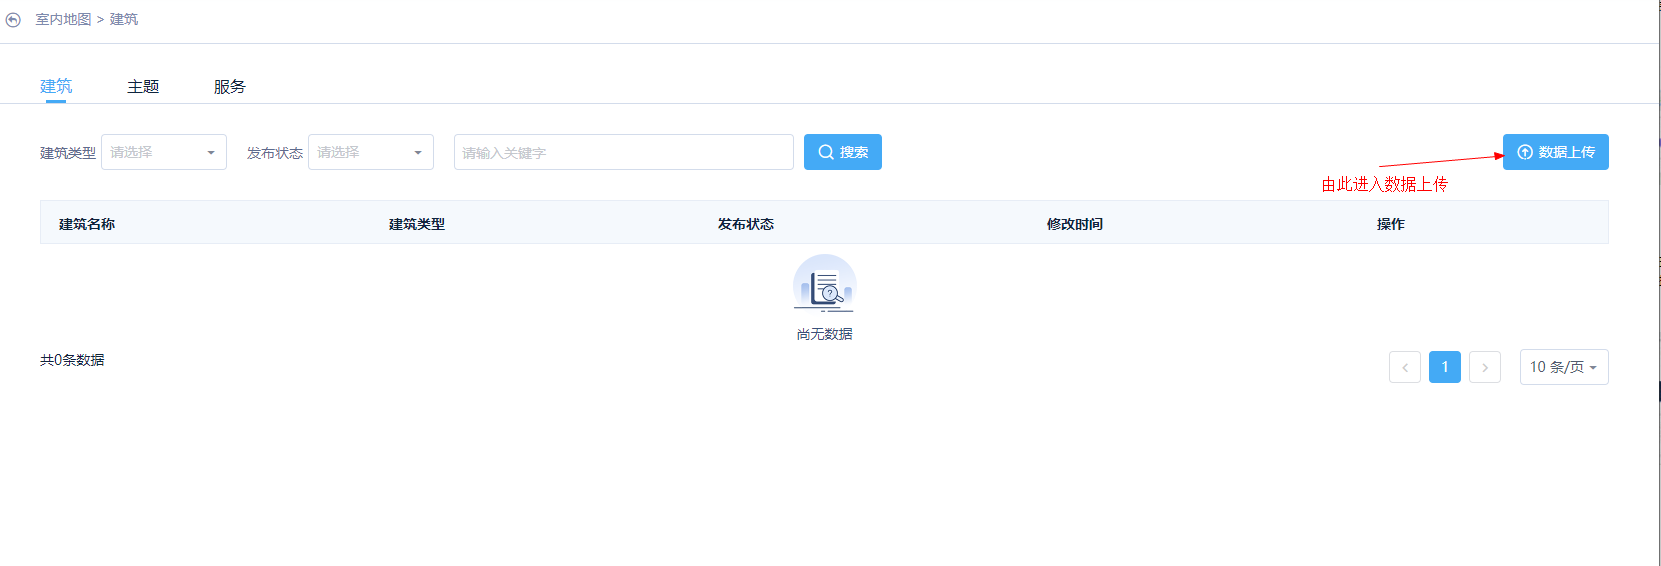 室内地图 > 建筑
建筑 主题 服务
建筑类型 请选择 发布状态 请选择 请输入关键字 搜索 数据上传
由此进入数据上传
建筑名称 建筑类型 发布状态 修改时间 操作
尚无数据
共0条数据 < 1 > 10 条/页